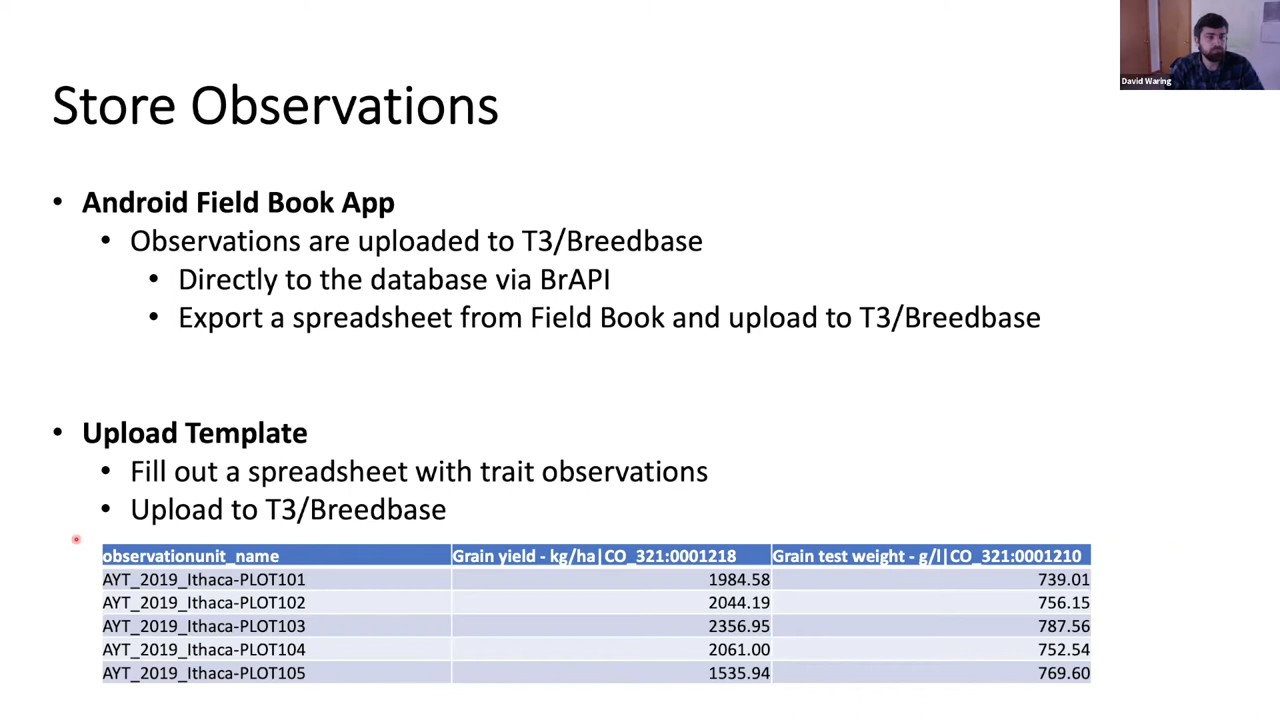 David Waring
Store Observations
• Android Field Book App
• Observations are uploaded to T3/Breedbase
• Directly to the database via BrAPI
• Export a spreadsheet from Field Book and upload to T3/Breedbase
• Upload Template
• Fill out a spreadsheet with trait observations
• Upload to T3/Breedbase
observationunit_name Grain yield - kg/ha|CO_321:0001218 Grain test weight - g/l|CO_321:0001210
AYT_2019_Ithaca-PLOT101 1984.58 739.01
AYT_2019_Ithaca-PLOT102 2044.19 756.15
AYT_2019_Ithaca-PLOT103 2356.95 787.56
AYT_2019_Ithaca-PLOT104 2061.00 752.54
AYT_2019_Ithaca-PLOT105 1535.94 769.60